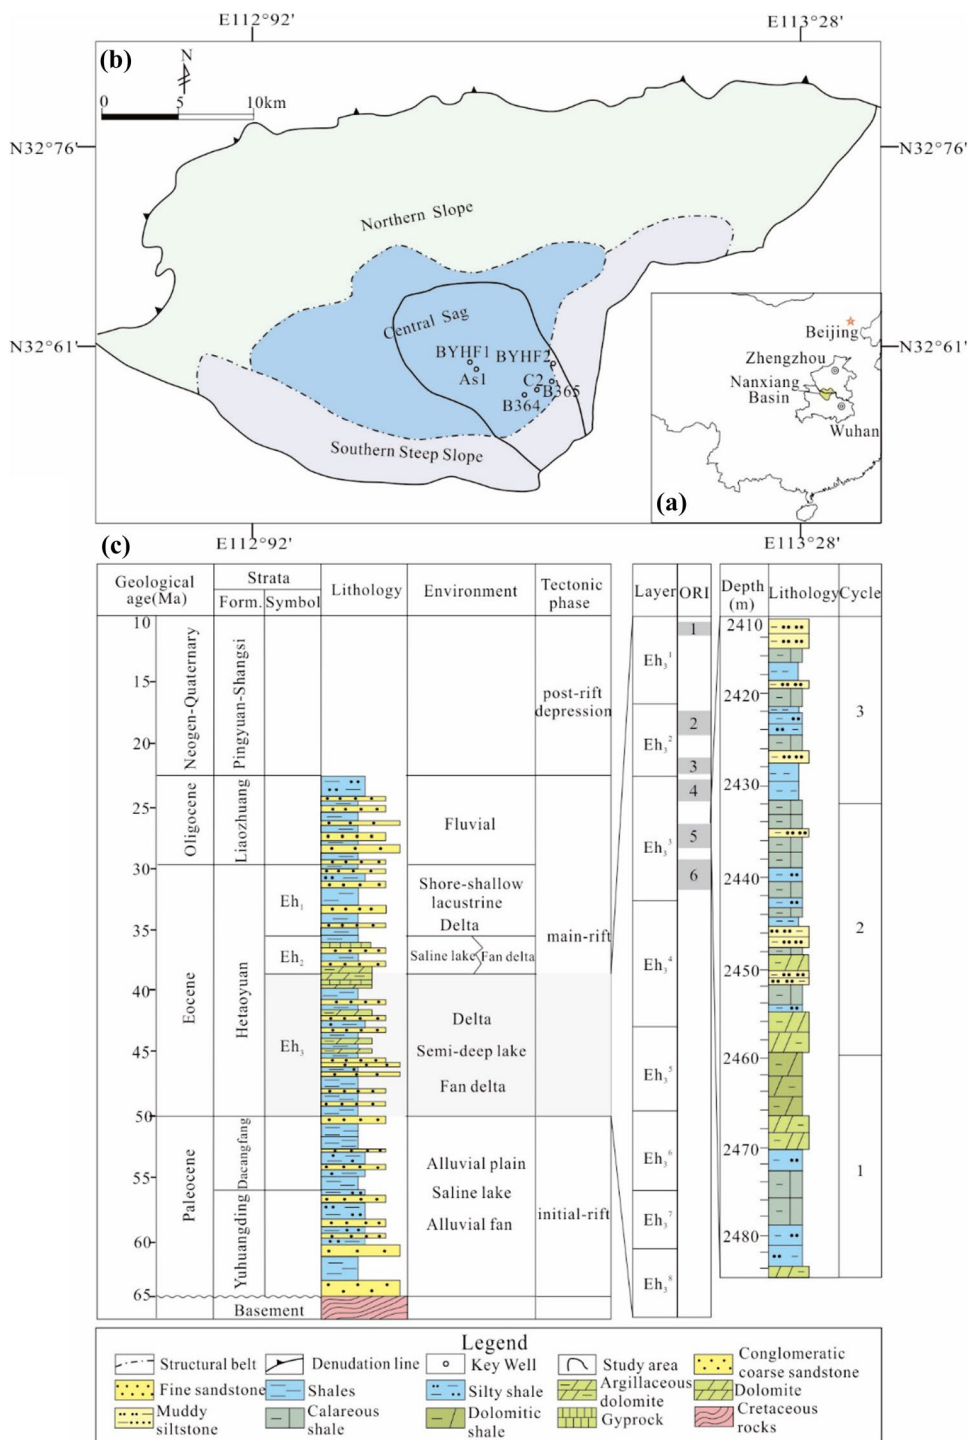 E112°92'
E113°28'
(b)
N
0 5 10km
N32°76'
N32°76'
Northern Slope
Central Sag
N32°61'
N32°61'
BYHF1
BYHF2
As1
C2
B365
B364
Southern Steep Slope
Beijing
Zhengzhou
Nanxiang
Basin
Wuhan
(a)
E112°92'
E113°28'
(c)
Geological
age(Ma)
Strata
Form.
Symbol
Lithology
Environment
Tectonic
phase
Layer
ORI
Depth
(m)
Lithology
Cycle
10
15
20
25
30
35
40
45
50
55
60
65
Neogen-Quaternary
Oligocene
Eocene
Paleocene
Pingyuan-Shangsi
Liaozhuang
Hetaoyuan
Dacangfang
Yuhuangding
Basement
Eh₁
Eh₂
Eh₃
Fluvial
Shore-shallow
lacustrine
Delta
Saline lake
Fan delta
Delta
Semi-deep lake
Fan delta
Alluvial plain
Saline lake
Alluvial fan
post-rift
depression
main-rift
initial-rift
Eh₃¹
Eh₃²
Eh₃³
Eh₃⁴
Eh₃⁵
Eh₃⁶
Eh₃⁷
Eh₃⁸
1
2
3
4
5
6
2410
2420
2430
2440
2450
2460
2470
2480
3
2
1
Legend
Structural belt
Denudation line
Key Well
Study area
Conglomeratic
coarse sandstone
Fine sandstone
Shales
Silty shale
Argillaceous
dolomite
Dolomite
Muddy
siltstone
Calareous
shale
Dolomitic
shale
Gyprock
Cretaceous
rocks